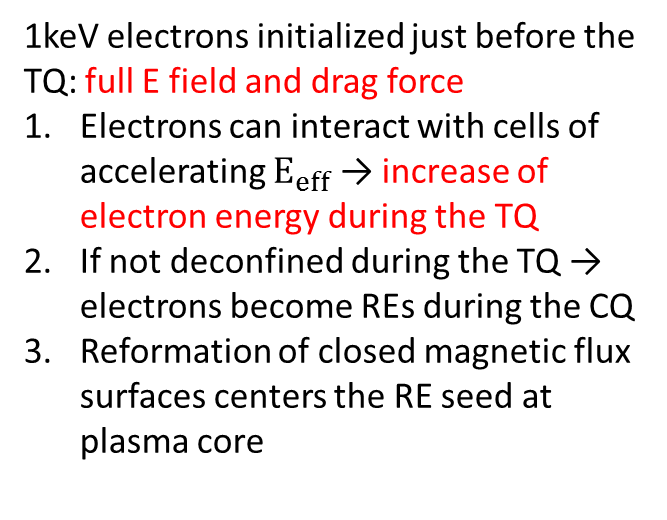 1keV electrons initialized just before the
TQ: full E field and drag force
1. Electrons can interact with cells of
accelerating E_eff → increase of
electron energy during the TQ
2. If not deconfined during the TQ →
electrons become REs during the CQ
3. Reformation of closed magnetic flux
surfaces centers the RE seed at
plasma core